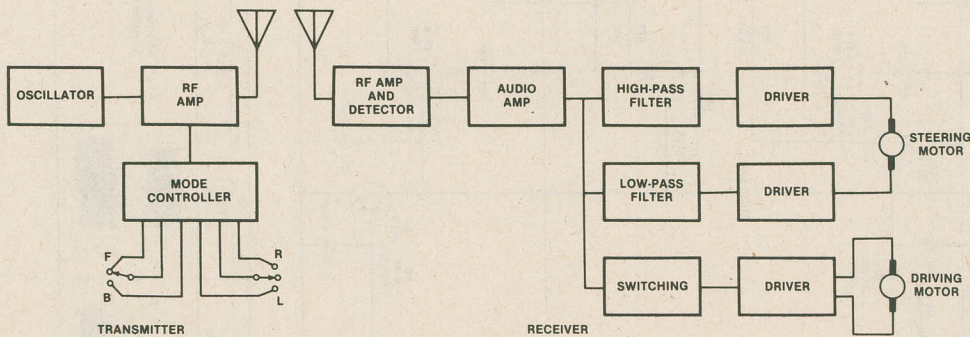 OSCILLATOR
RF
AMP
MODE
CONTROLLER
F
B
R
L
TRANSMITTER
RF AMP
AND
DETECTOR
AUDIO
AMP
HIGH-PASS
FILTER
DRIVER
STEERING
MOTOR
LOW-PASS
FILTER
DRIVER
SWITCHING
DRIVER
DRIVING
MOTOR
RECEIVER